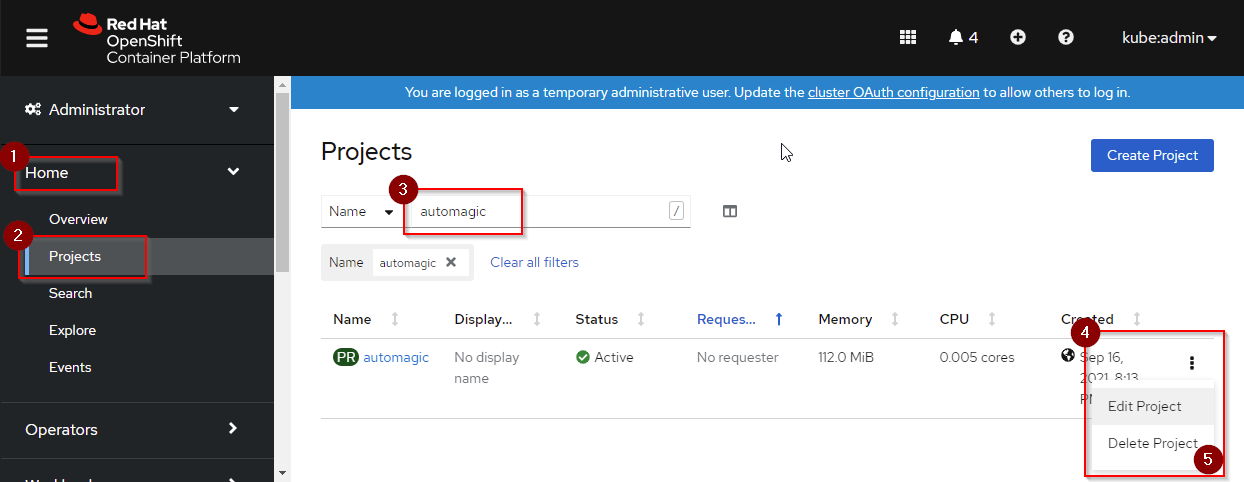 Red Hat
OpenShift
Container Platform
4
kube:admin
Administrator
You are logged in as a temporary administrative user. Update the cluster OAuth configuration to allow others to log in.
1
Home
Overview
2
Projects
Search
Explore
Events
Operators
Projects
Create Project
3
Name
automagic
/
Name
automagic
Clear all filters
Name
Display...
Status
Reques...
Memory
CPU
Created
4
PR automagic
No display
name
Active
No requester
112.0 MiB
0.005 cores
Sep 16,
2021, 8:13
Edit Project
Delete Project
5